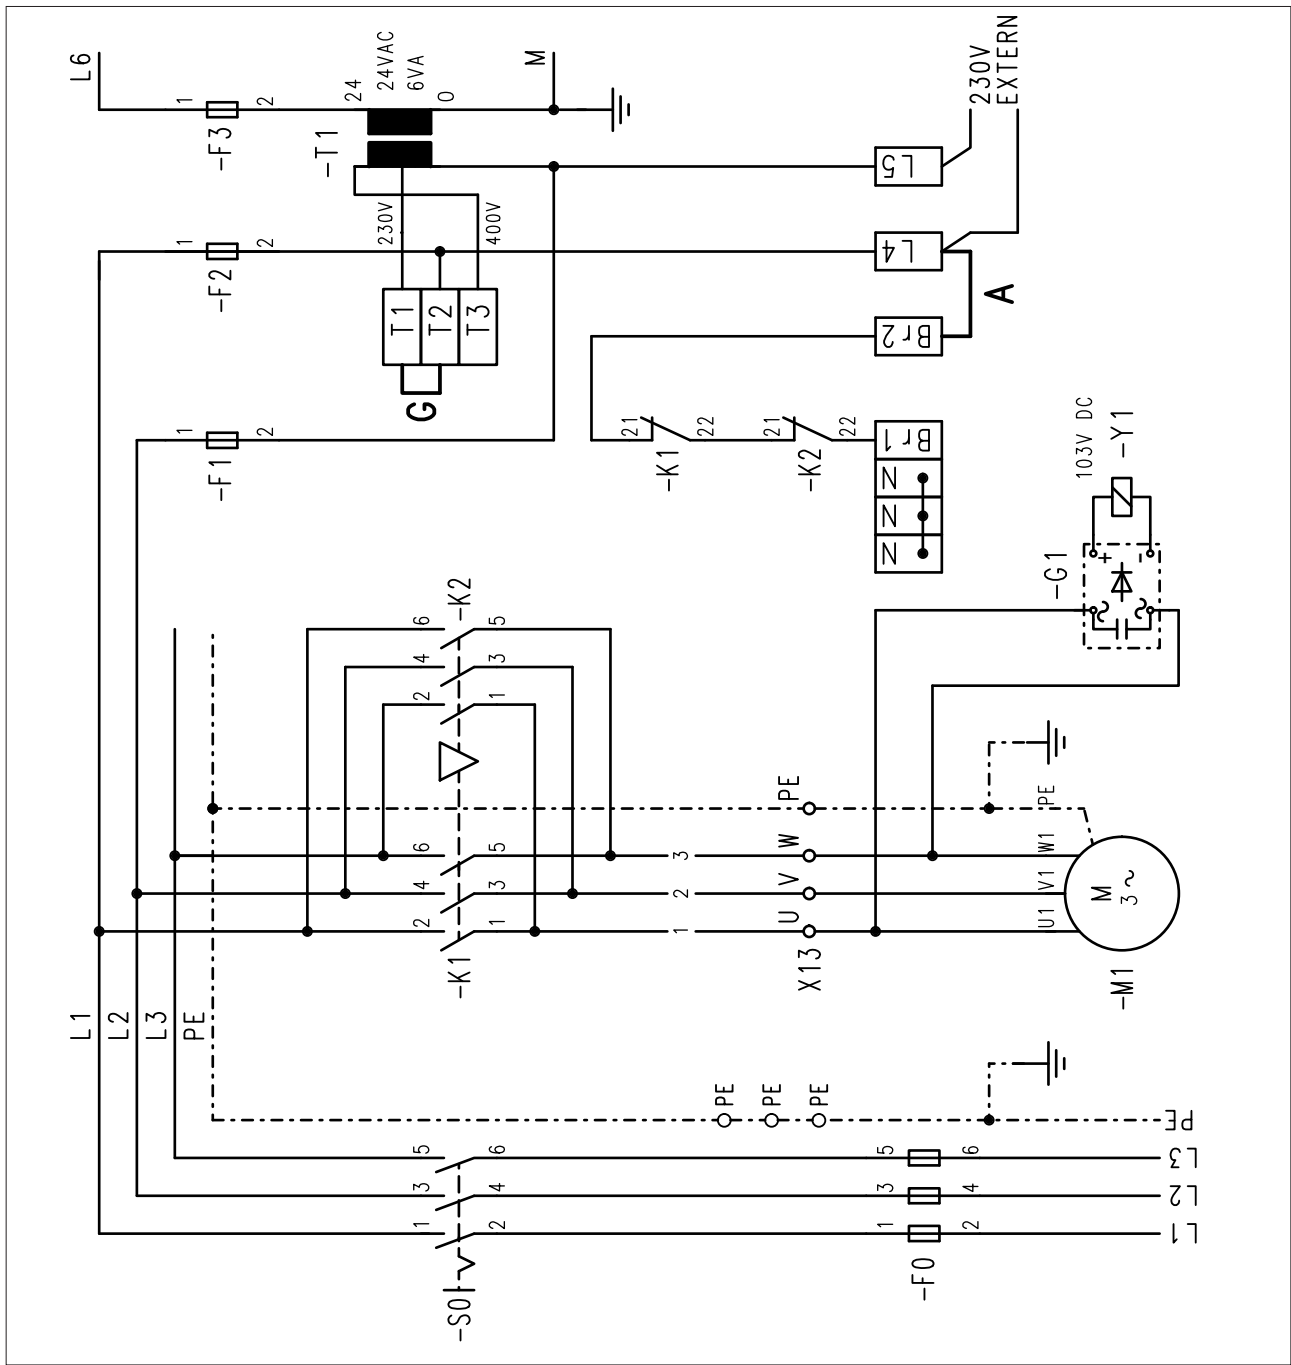 L1
L6
L2
L3
PE
1
1
1
-F1
-F2
-F3
2
2
2
-T1
24
24VAC
6VA
0
230V
400V
T1
T2
T3
G
M
1
3
5
2
4
6
2
4
6
-S0
-K1
-K2
2
4
6
1
3
5
1
3
5
21
-K1
22
21
-K2
22
1
2
3
PE
PE
PE
X13
U
V
W
PE
N
N
N
Br1
Br2
L4
L5
A
230V
EXTERN
-F0
1
3
5
2
4
6
U1
V1
W1
PE
-M1
M
3~
-G1
+
-
103V DC
-Y1
L1
L2
L3
PE